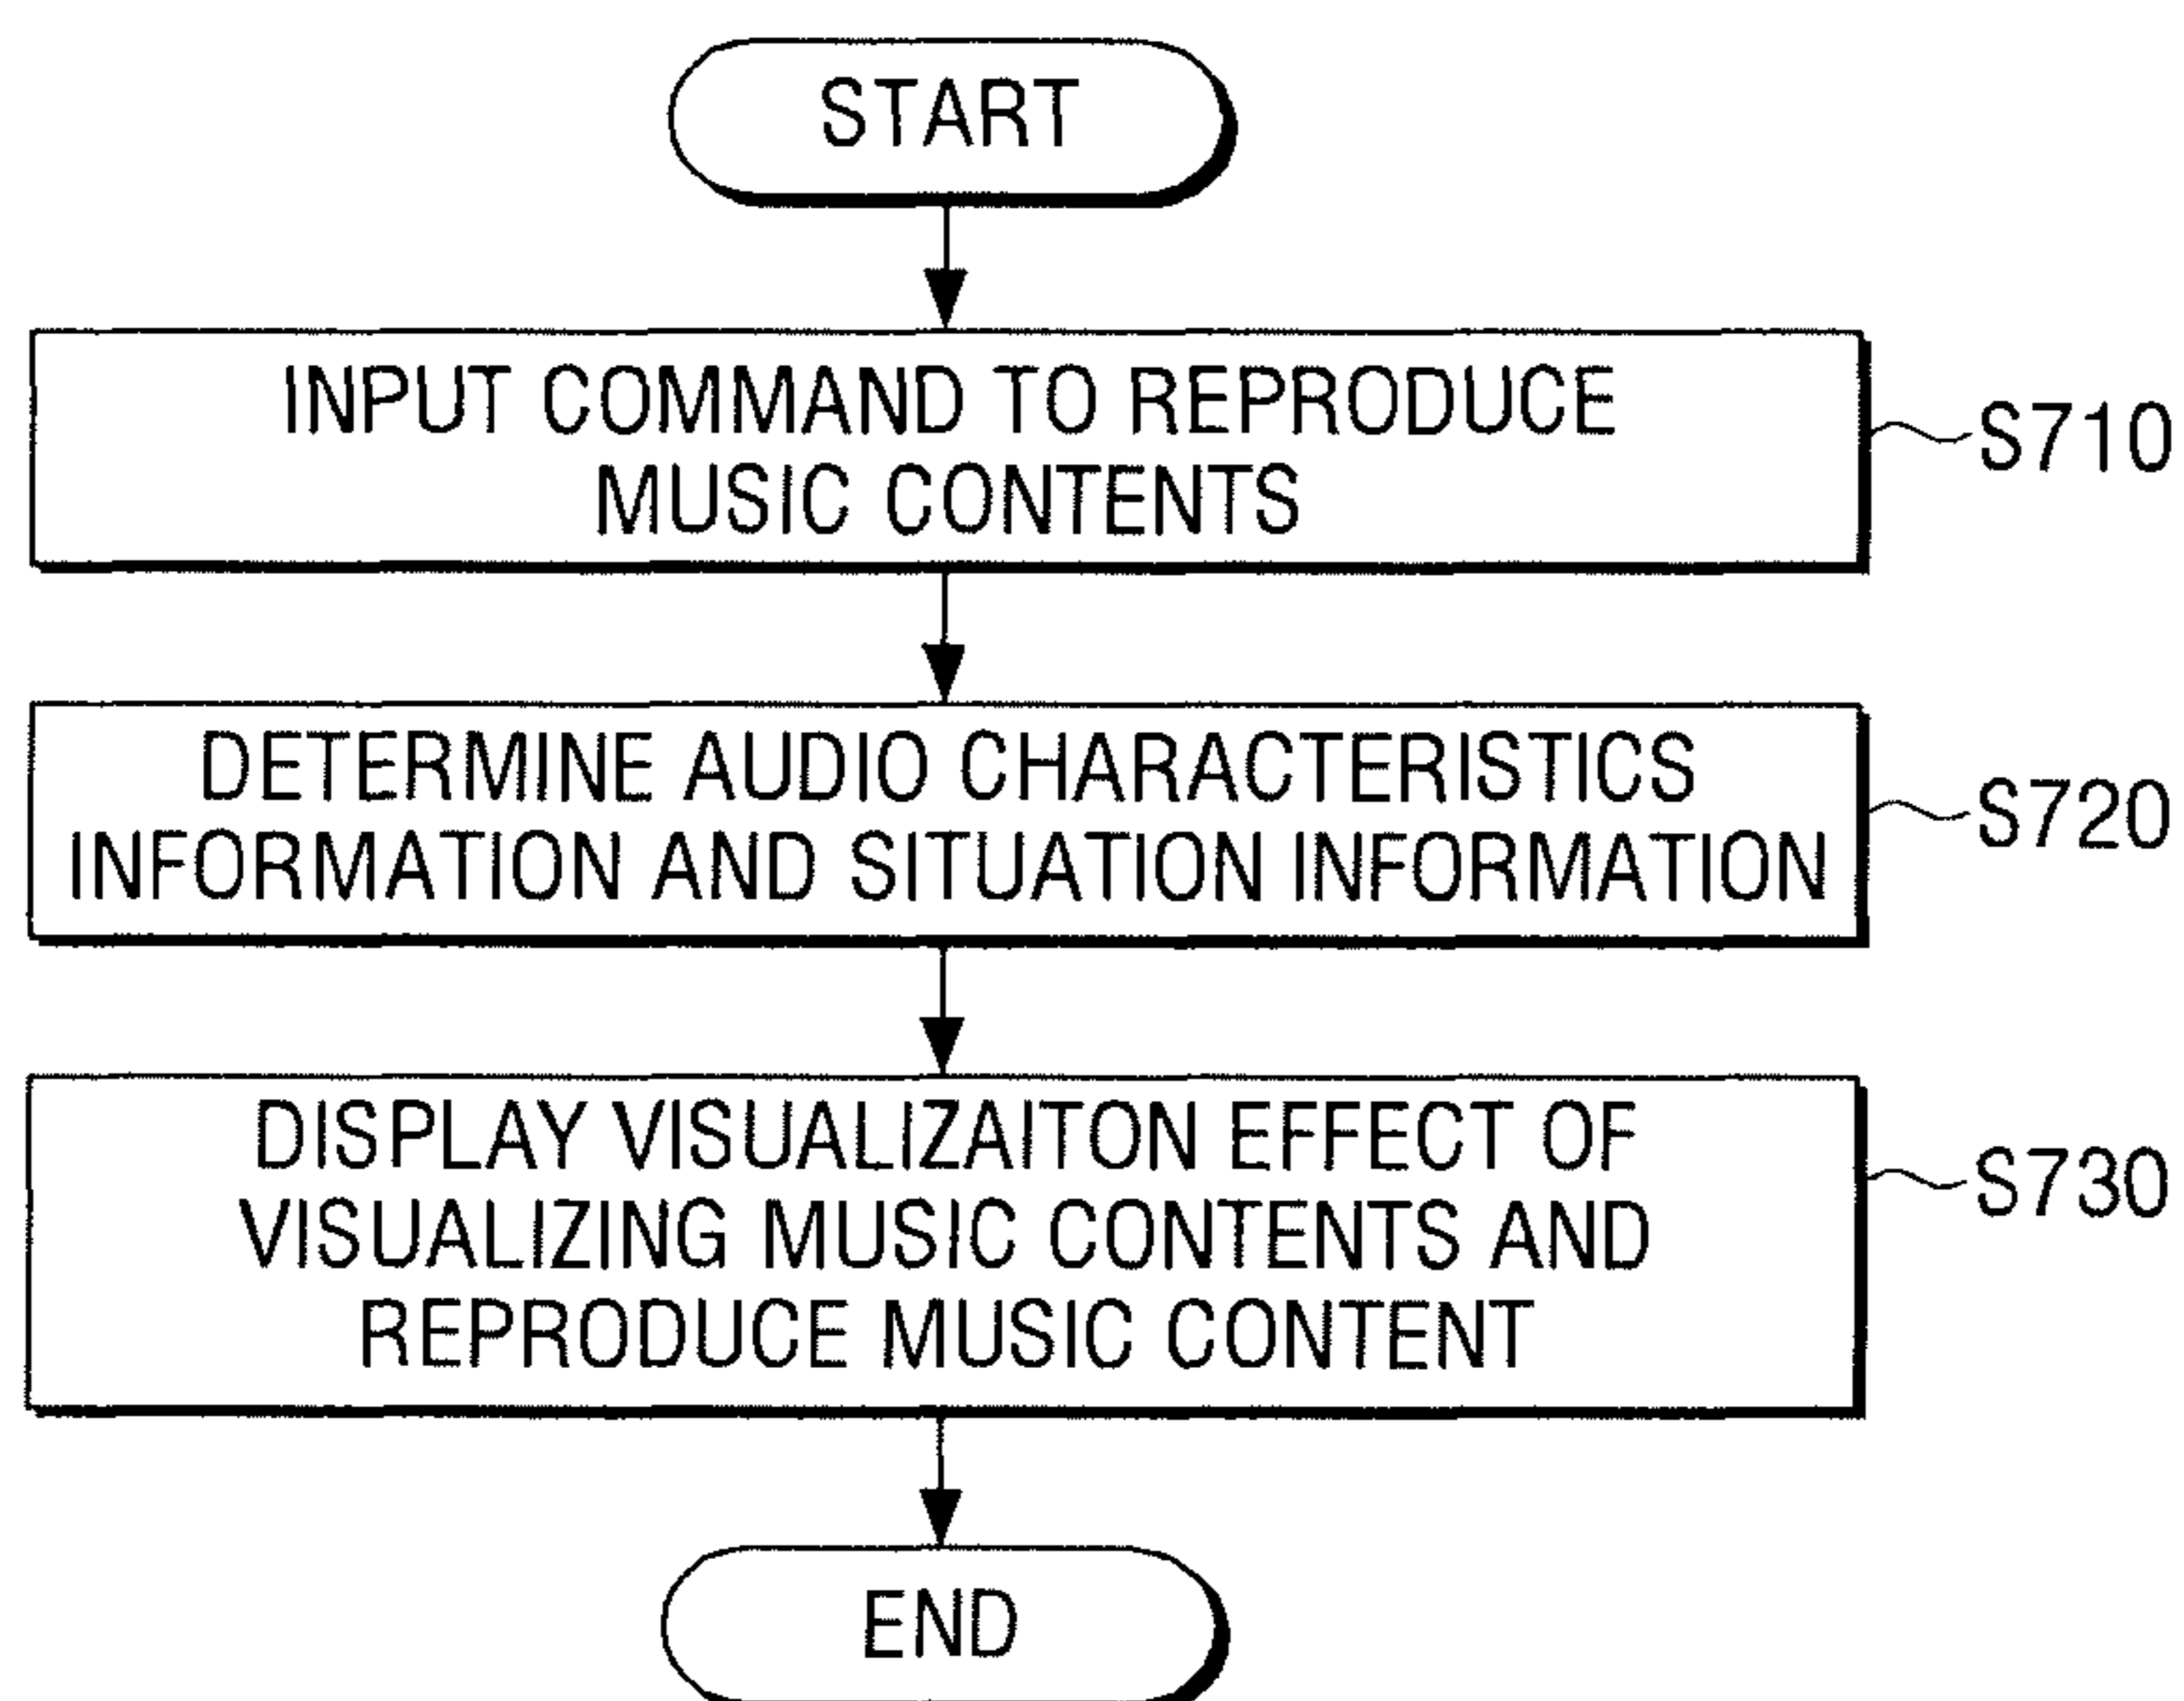 START
INPUT COMMAND TO REPRODUCE
MUSIC CONTENTS
S710
DETERMINE AUDIO CHARACTERISTICS
INFORMATION AND SITUATION INFORMATION
S720
DISPLAY VISUALIZAITON EFFECT OF
VISUALIZING MUSIC CONTENTS AND
REPRODUCE MUSIC CONTENT
S730
END